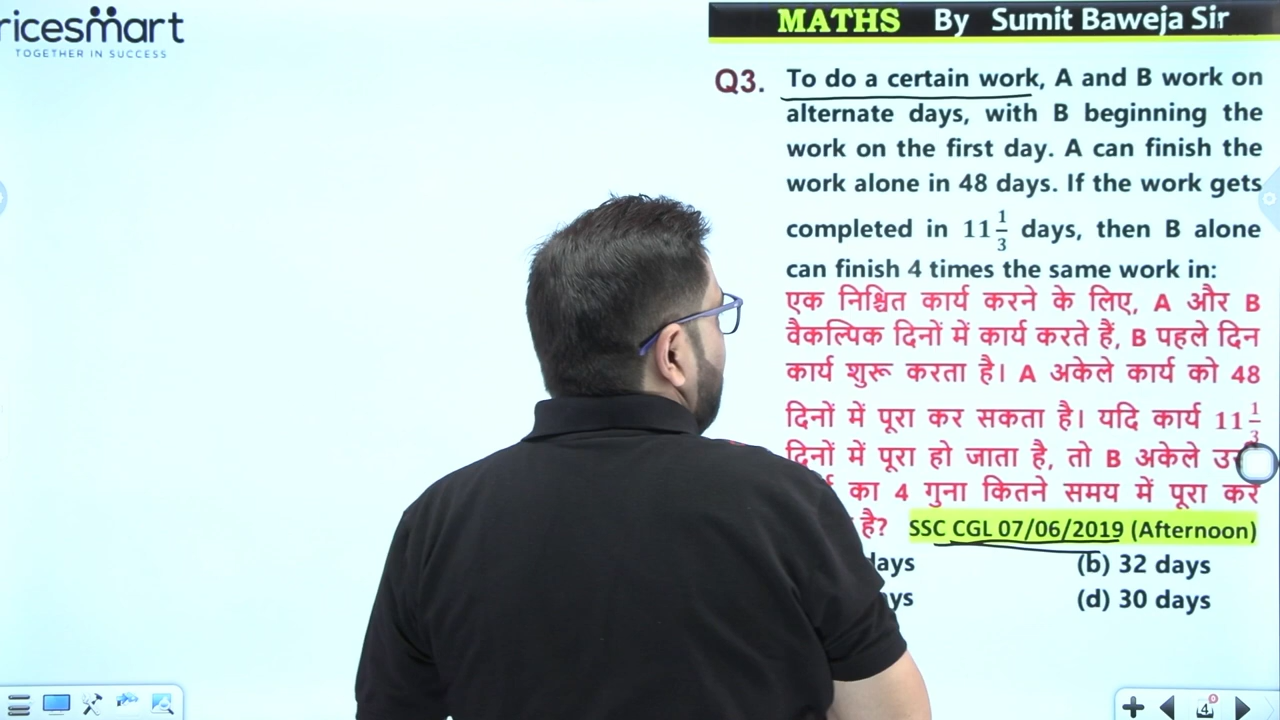 ricesmart
TOGETHER IN SUCCESS
MATHS By Sumit Baweja Sir
Q3. To do a certain work, A and B work on
alternate days, with B beginning the
work on the first day. A can finish the
work alone in 48 days. If the work gets
completed in 11 1/3 days, then B alone
can finish 4 times the same work in:
एक निश्चित कार्य करने के लिए, A और B
वैकल्पिक दिनों में कार्य करते हैं, B पहले दिन
कार्य शुरू करता है। A अकेले कार्य को 48
दिनों में पूरा कर सकता है। यदि कार्य 11 1/3
दिनों में पूरा हो जाता है, तो B अकेले
का 4 गुना कितने समय में पूरा कर
है? SSC CGL 07/06/2019 (Afternoon)
(b) 32 days
(d) 30 days
4